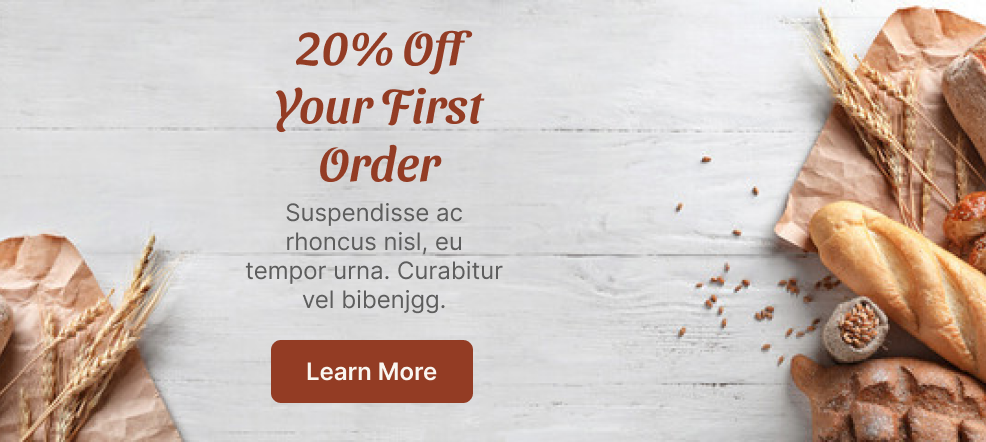 20% Off
Your First
Order
Suspendisse ac
rhoncus nisl, eu
tempor urna. Curabitur
vel bibenjgg.
Learn More